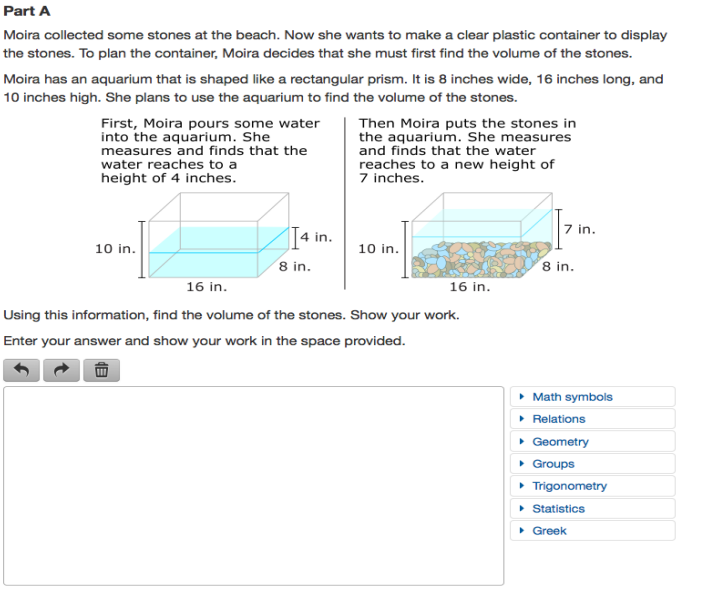 Part A
Moira collected some stones at the beach. Now she wants to make a clear plastic container to display
the stones. To plan the container, Moira decides that she must first find the volume of the stones.
Moira has an aquarium that is shaped like a rectangular prism. It is 8 inches wide, 16 inches long, and
10 inches high. She plans to use the aquarium to find the volume of the stones.
First, Moira pours some water
into the aquarium. She
measures and finds that the
water reaches to a
height of 4 inches.
10 in.
4 in.
8 in.
16 in.
Then Moira puts the stones in
the aquarium. She measures
and finds that the water
reaches to a new height of
7 inches.
10 in.
7 in.
8 in.
16 in.
Using this information, find the volume of the stones. Show your work.
Enter your answer and show your work in the space provided.
Math symbols
Relations
Geometry
Groups
Trigonometry
Statistics
Greek